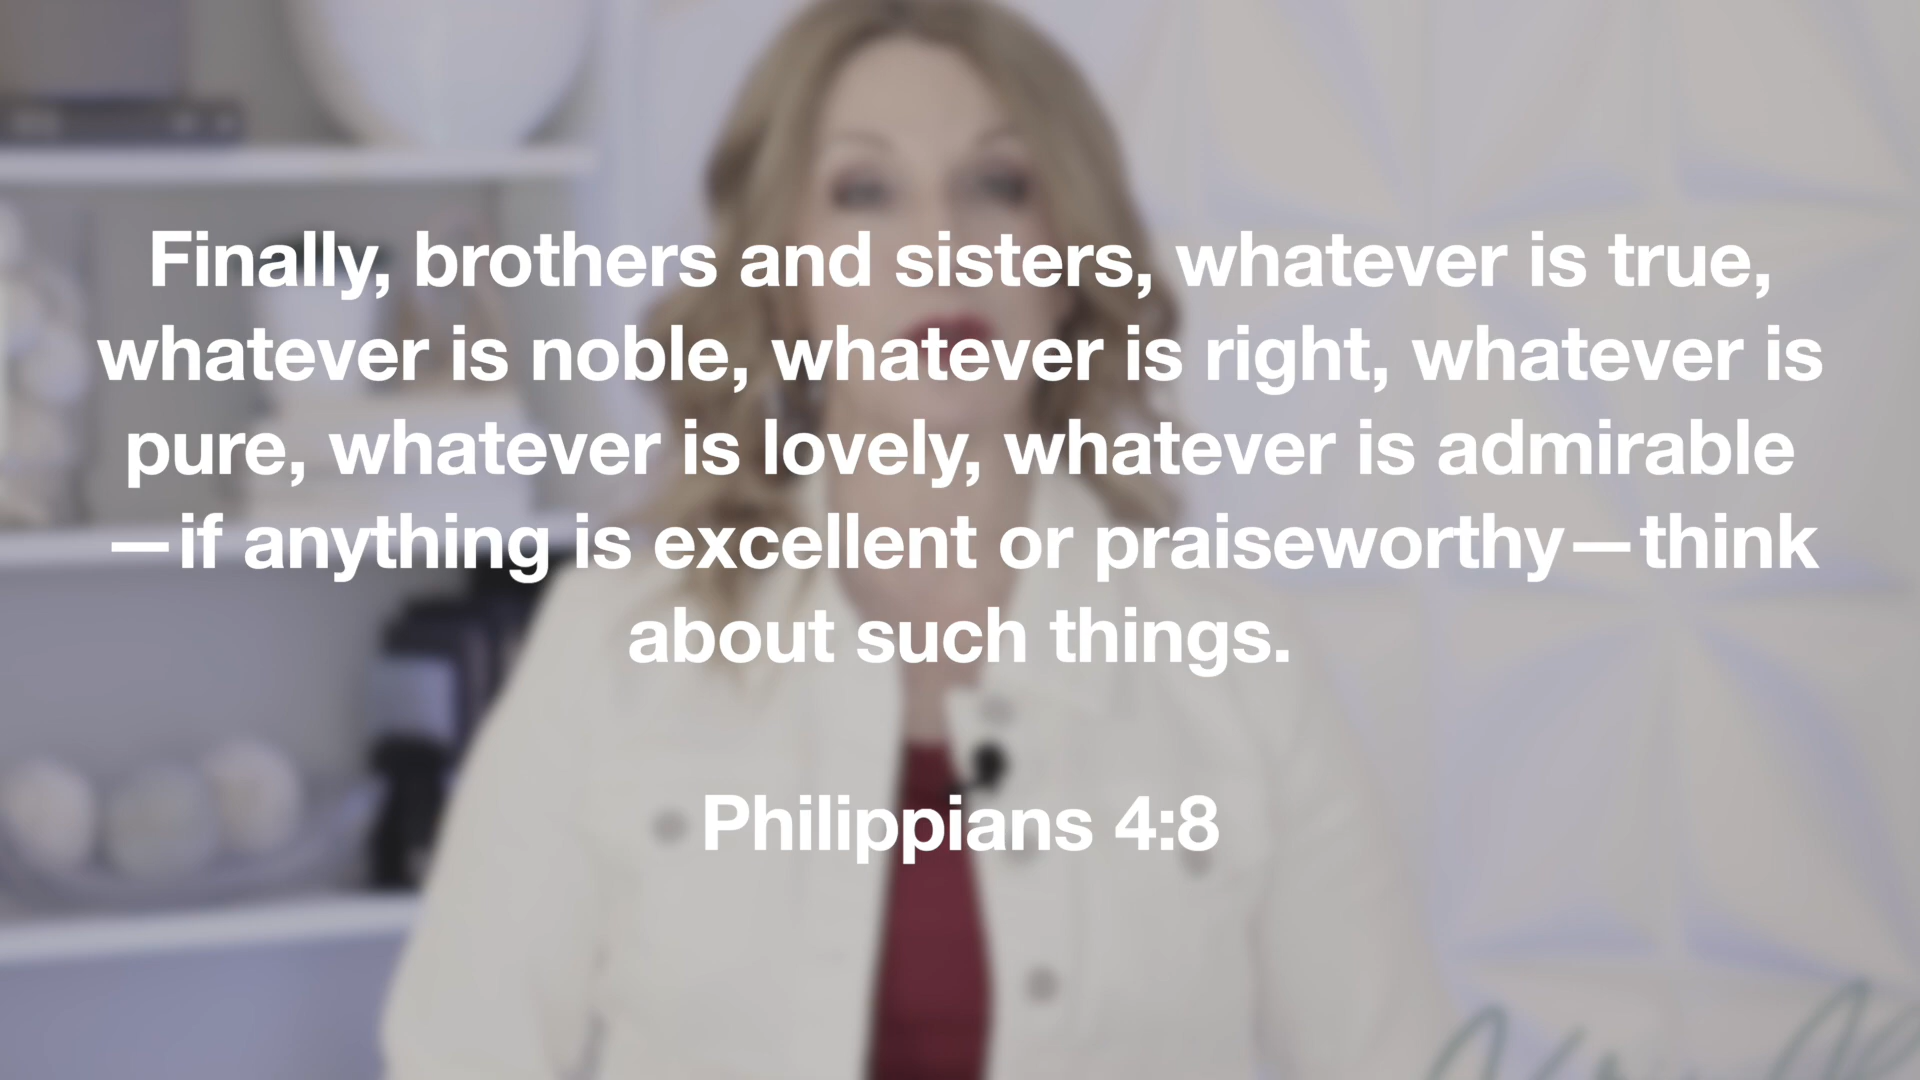 Finally, brothers and sisters, whatever is true,
whatever is noble, whatever is right, whatever is
pure, whatever is lovely, whatever is admirable
—if anything is excellent or praiseworthy—think
about such things.
Philippians 4:8